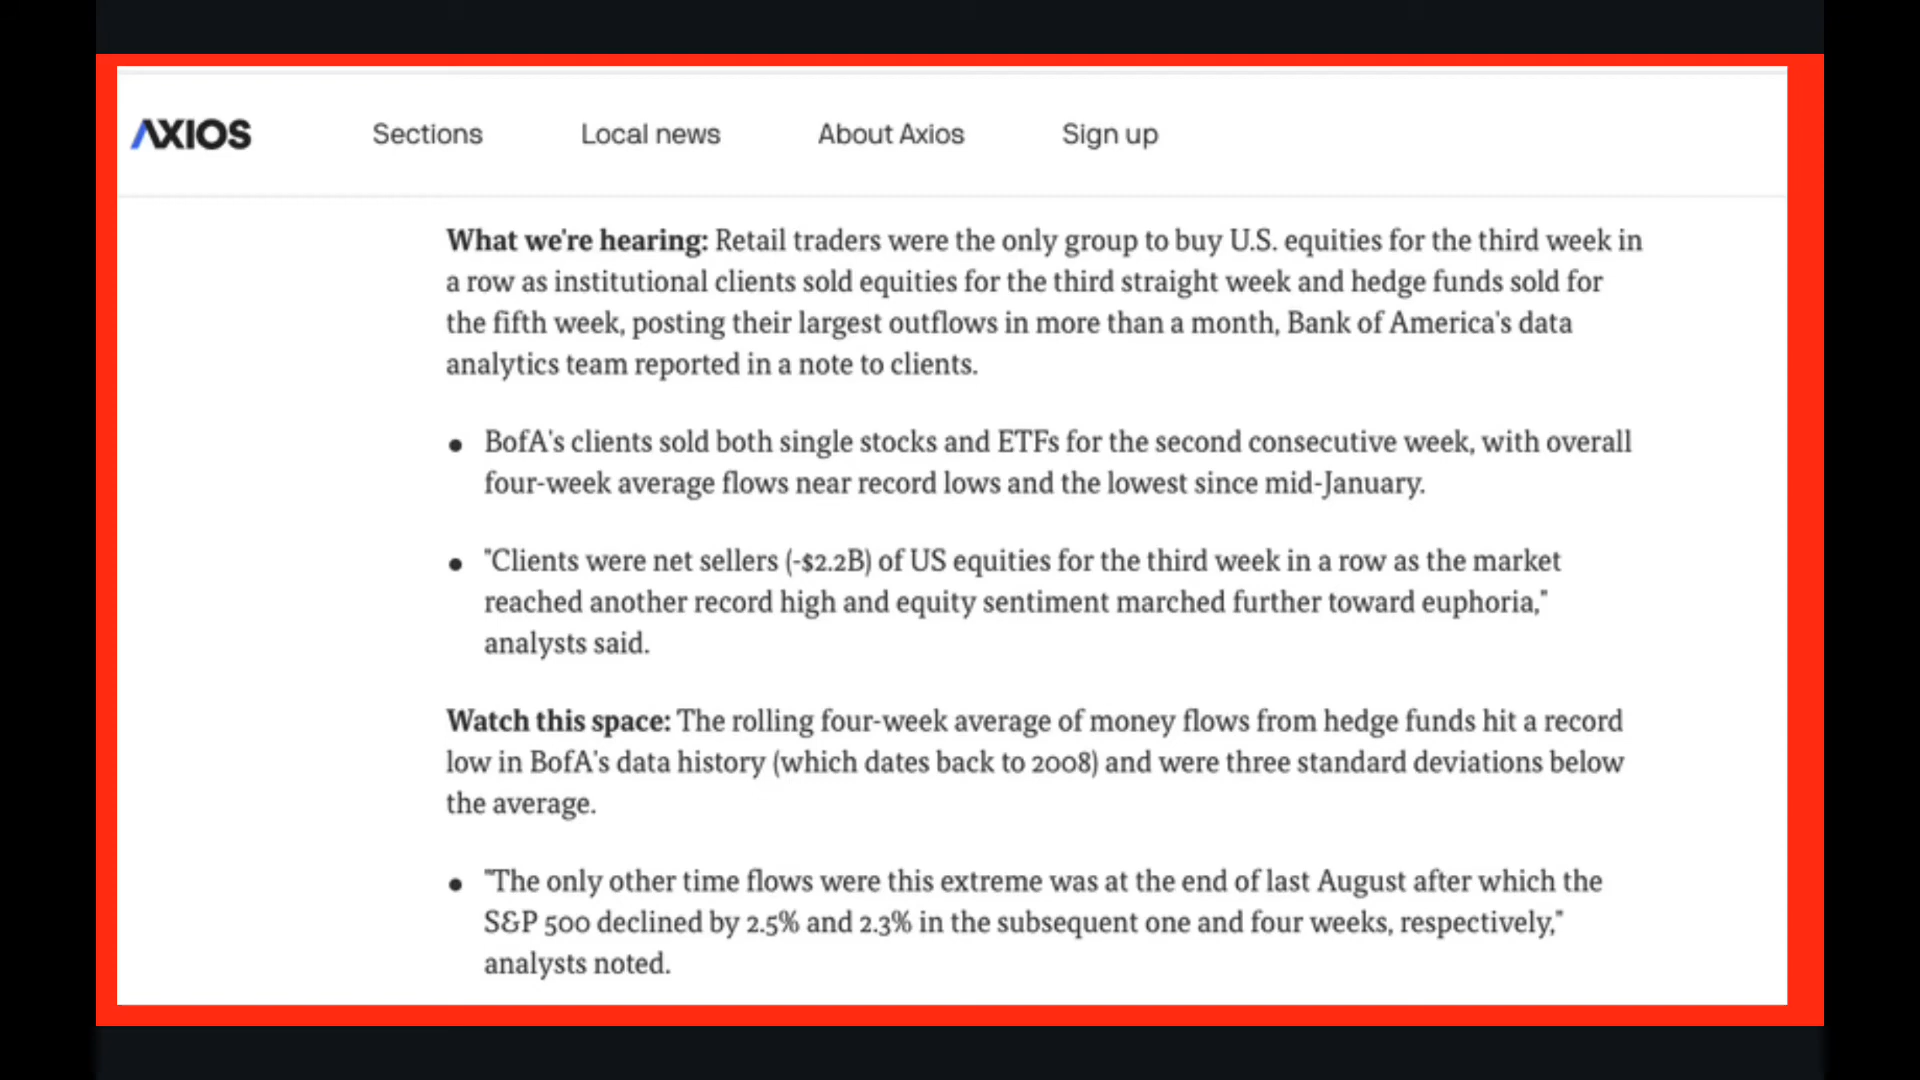 AXIOS Sections Local news About Axios Sign up
What we're hearing: Retail traders were the only group to buy U.S. equities for the third week in
a row as institutional clients sold equities for the third straight week and hedge funds sold for
the fifth week, posting their largest outflows in more than a month, Bank of America's data
analytics team reported in a note to clients.
• BofA's clients sold both single stocks and ETFs for the second consecutive week, with overall
four-week average flows near record lows and the lowest since mid-January.
• "Clients were net sellers (-$2.2B) of US equities for the third week in a row as the market
reached another record high and equity sentiment marched further toward euphoria,"
analysts said.
Watch this space: The rolling four-week average of money flows from hedge funds hit a record
low in BofA's data history (which dates back to 2008) and were three standard deviations below
the average.
• "The only other time flows were this extreme was at the end of last August after which the
S&P 500 declined by 2.5% and 2.3% in the subsequent one and four weeks, respectively,"
analysts noted.